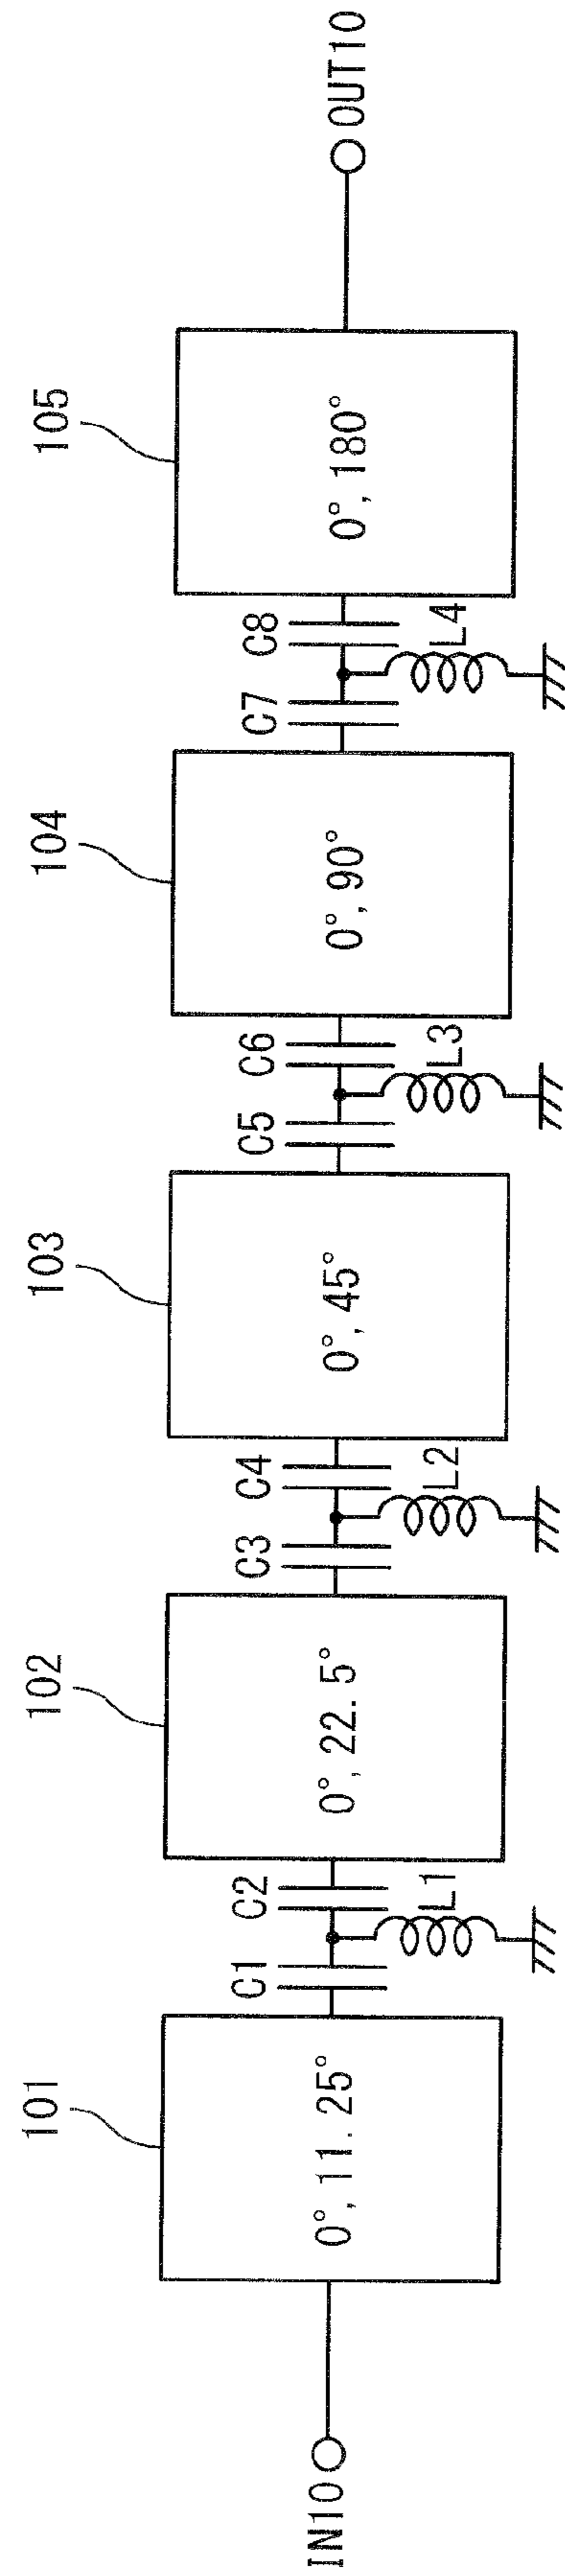 IN10
101
0°, 11. 25°
C1
L1
C2
102
0°, 22. 5°
C3
L2
C4
103
0°, 45°
C5
L3
C6
104
0°, 90°
C7
L4
C8
105
0°, 180°
OUT10